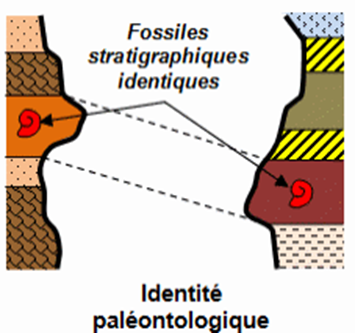 Fossiles
stratigraphiques
identiques
Identité
paléontologique